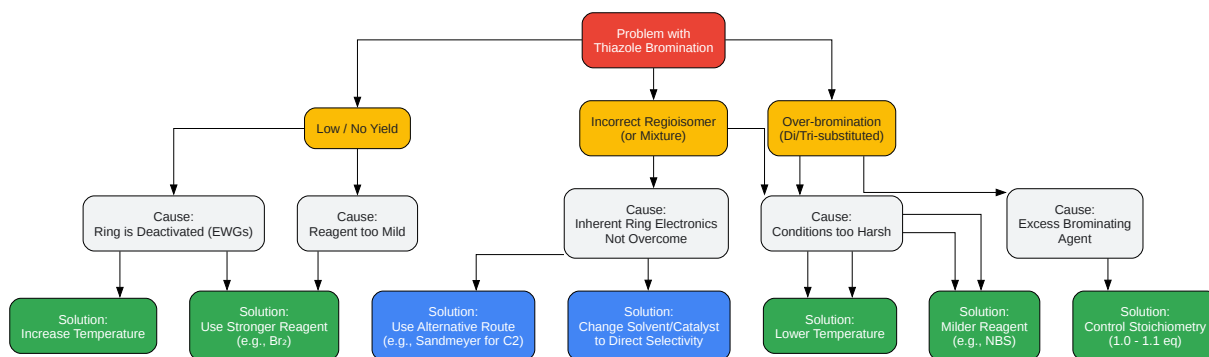 Problem with
Thiazole Bromination
Low / No Yield
Incorrect Regioisomer
(or Mixture)
Over-bromination
(Di/Tri-substituted)
Cause:
Ring is Deactivated (EWGs)
Cause:
Reagent too Mild
Cause:
Inherent Ring Electronics
Not Overcome
Cause:
Conditions too Harsh
Cause:
Excess Brominating
Agent
Solution:
Increase Temperature
Solution:
Use Stronger Reagent
(e.g., Br₂)
Solution:
Use Alternative Route
(e.g., Sandmeyer for C2)
Solution:
Change Solvent/Catalyst
to Direct Selectivity
Solution:
Lower Temperature
Solution:
Milder Reagent
(e.g., NBS)
Solution:
Control Stoichiometry
(1.0 - 1.1 eq)